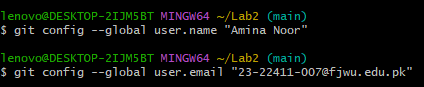 lenovo@DESKTOP-2IJM5BT MINGW64 ~/Lab2 (main)
$ git config --global user.name "Amina Noor"
lenovo@DESKTOP-2IJM5BT MINGW64 ~/Lab2 (main)
$ git config --global user.email "23-22411-007@fjwu.edu.pk"